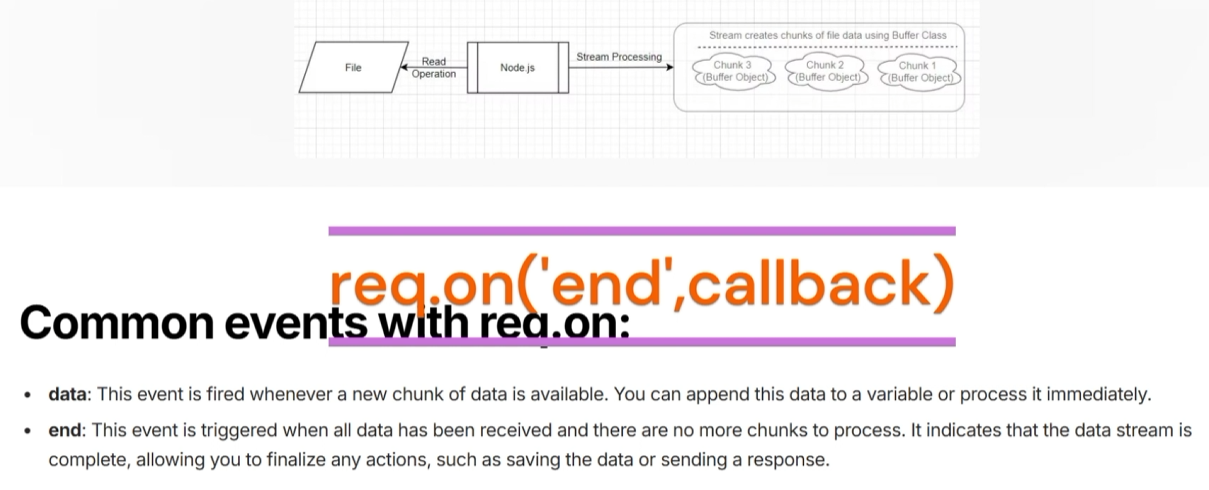 Stream creates chunks of file data using Buffer Class
File
Read
Operation
Node.js
Stream Processing
Chunk 3
(Buffer Object)
Chunk 2
(Buffer Object)
Chunk 1
(Buffer Object)
req.on('end',callback)
Common events with req.on:
• data: This event is fired whenever a new chunk of data is available. You can append this data to a variable or process it immediately.
• end: This event is triggered when all data has been received and there are no more chunks to process. It indicates that the data stream is
complete, allowing you to finalize any actions, such as saving the data or sending a response.